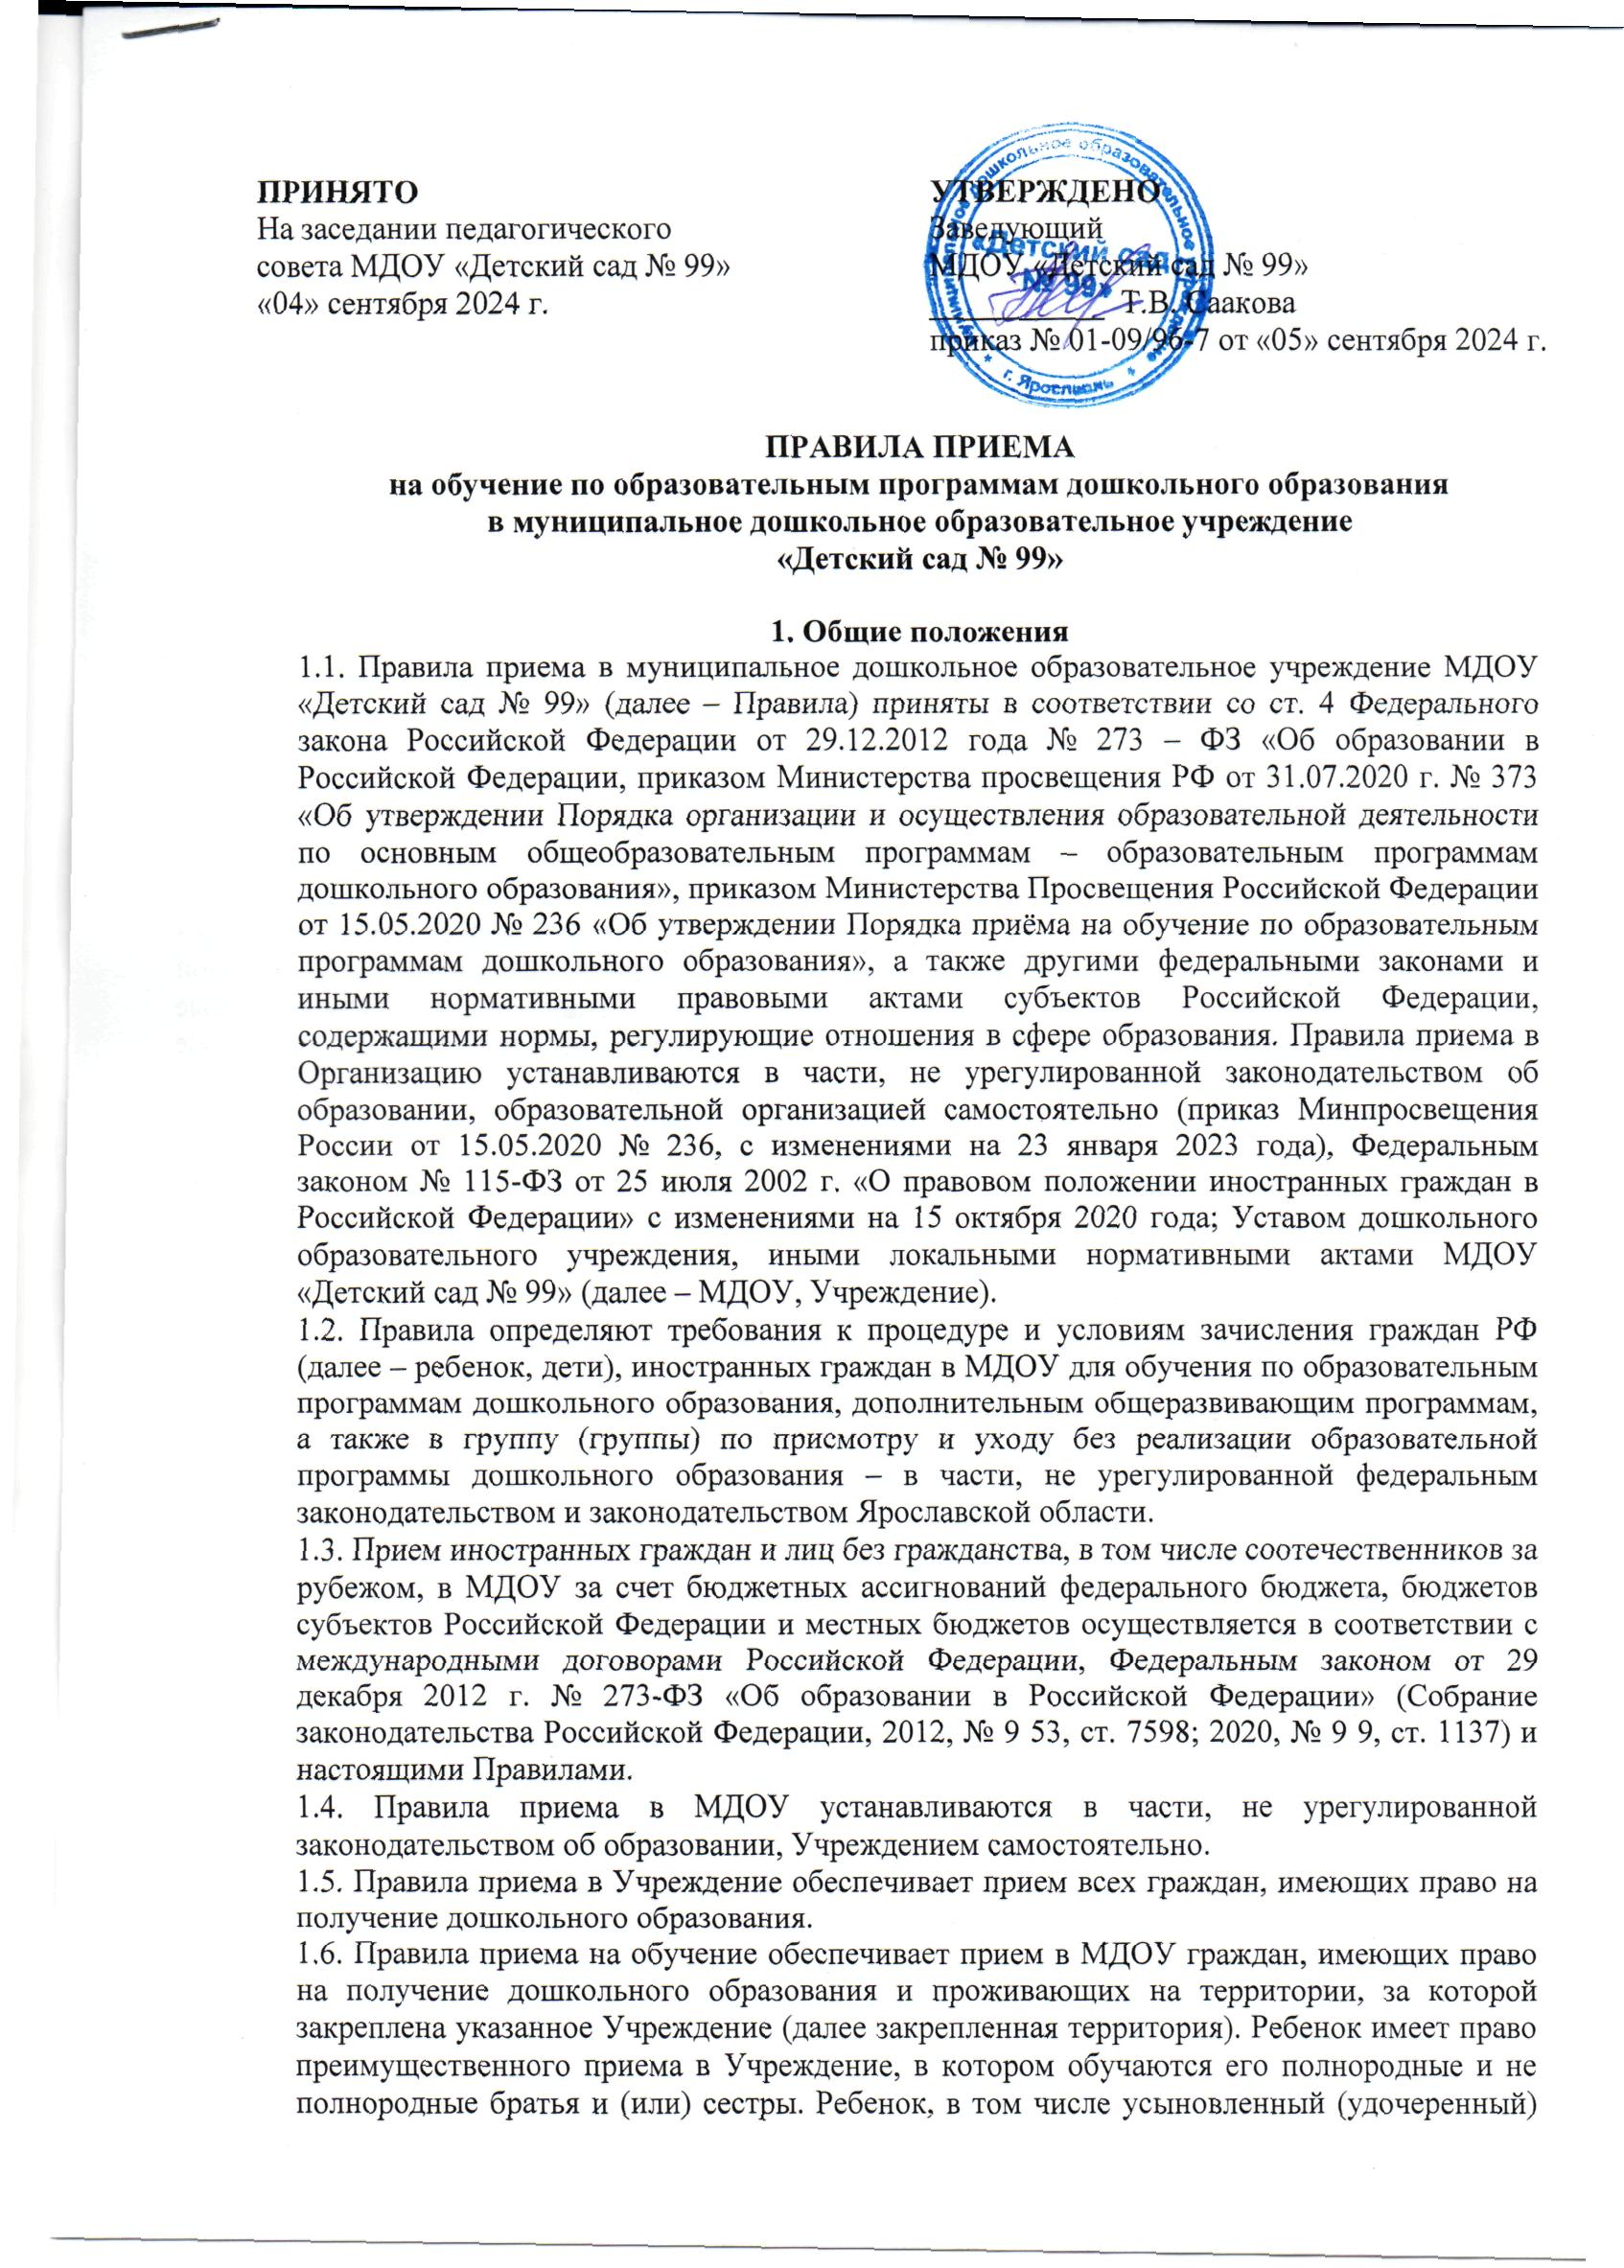 ПРИНЯТО
На заседании педагогического
совета МДОУ «Детский сад № 99»
«04» сентября 2024 г.
УТВЕРЖДЕНО
Заведующий
МДОУ «Детский сад № 99»
____________ Т.В. Саакова
приказ № 01-09/96-7 от «05» сентября 2024 г.
дошкольное образовательное
«Детский сад
№ 99»
г. Ярославль
ПРАВИЛА ПРИЕМА
на обучение по образовательным программам дошкольного образования
в муниципальное дошкольное образовательное учреждение
«Детский сад № 99»
1. Общие положения
1.1. Правила приема в муниципальное дошкольное образовательное учреждение МДОУ
«Детский сад № 99» (далее – Правила) приняты в соответствии со ст. 4 Федерального
закона Российской Федерации от 29.12.2012 года № 273 – ФЗ «Об образовании в
Российской Федерации, приказом Министерства просвещения РФ от 31.07.2020 г. № 373
«Об утверждении Порядка организации и осуществления образовательной деятельности
по основным общеобразовательным программам – образовательным программам
дошкольного образования», приказом Министерства Просвещения Российской Федерации
от 15.05.2020 № 236 «Об утверждении Порядка приёма на обучение по образовательным
программам дошкольного образования», а также другими федеральными законами и
иными нормативными правовыми актами субъектов Российской Федерации,
содержащими нормы, регулирующие отношения в сфере образования. Правила приема в
Организацию устанавливаются в части, не урегулированной законодательством об
образовании, образовательной организацией самостоятельно (приказ Минпросвещения
России от 15.05.2020 № 236, с изменениями на 23 января 2023 года), Федеральным
законом № 115-ФЗ от 25 июля 2002 г. «О правовом положении иностранных граждан в
Российской Федерации» с изменениями на 15 октября 2020 года; Уставом дошкольного
образовательного учреждения, иными локальными нормативными актами МДОУ
«Детский сад № 99» (далее – МДОУ, Учреждение).
1.2. Правила определяют требования к процедуре и условиям зачисления граждан РФ
(далее – ребенок, дети), иностранных граждан в МДОУ для обучения по образовательным
программам дошкольного образования, дополнительным общеразвивающим программам,
а также в группу (группы) по присмотру и уходу без реализации образовательной
программы дошкольного образования – в части, не урегулированной федеральным
законодательством и законодательством Ярославской области.
1.3. Прием иностранных граждан и лиц без гражданства, в том числе соотечественников за
рубежом, в МДОУ за счет бюджетных ассигнований федерального бюджета, бюджетов
субъектов Российской Федерации и местных бюджетов осуществляется в соответствии с
международными договорами Российской Федерации, Федеральным законом от 29
декабря 2012 г. № 273-ФЗ «Об образовании в Российской Федерации» (Собрание
законодательства Российской Федерации, 2012, № 9 53, ст. 7598; 2020, № 9 9, ст. 1137) и
настоящими Правилами.
1.4. Правила приема в МДОУ устанавливаются в части, не урегулированной
законодательством об образовании, Учреждением самостоятельно.
1.5. Правила приема в Учреждение обеспечивает прием всех граждан, имеющих право на
получение дошкольного образования.
1.6. Правила приема на обучение обеспечивает прием в МДОУ граждан, имеющих право
на получение дошкольного образования и проживающих на территории, за которой
закреплена указанное Учреждение (далее закрепленная территория). Ребенок имеет право
преимущественного приема в Учреждение, в котором обучаются его полнородные и не
полнородные братья и (или) сестры. Ребенок, в том числе усыновленный (удочеренный)